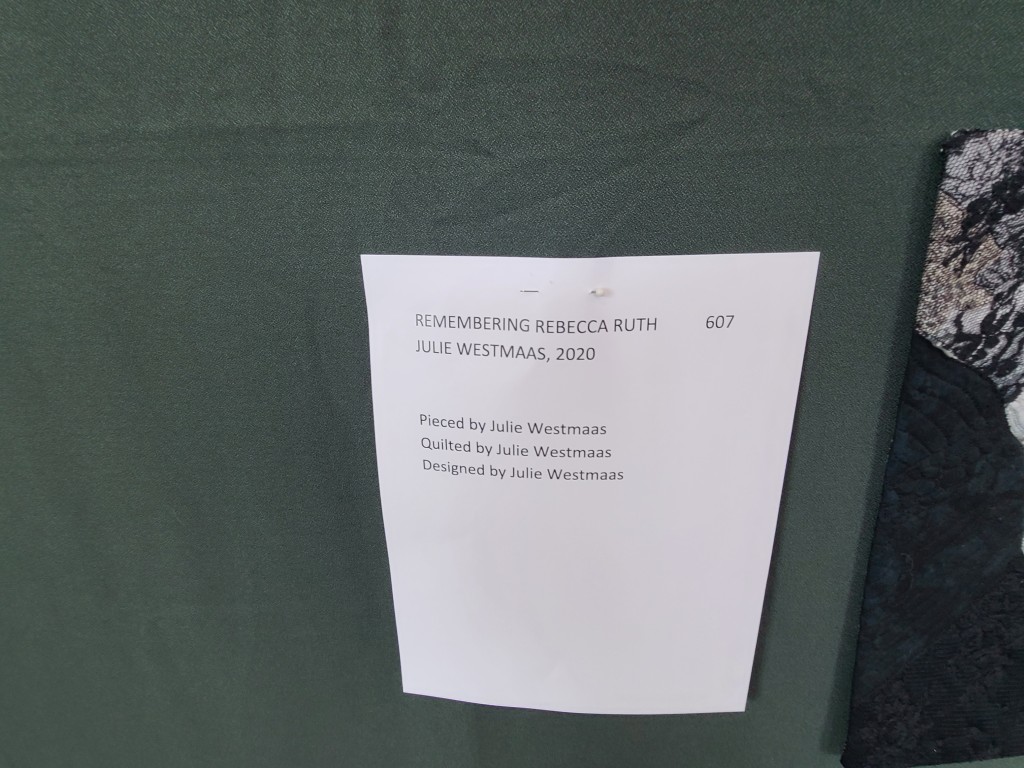 REMEMBERING REBECCA RUTH 607
JULIE WESTMAAS, 2020
Pieced by Julie Westmaas
Quilted by Julie Westmaas
Designed by Julie Westmaas